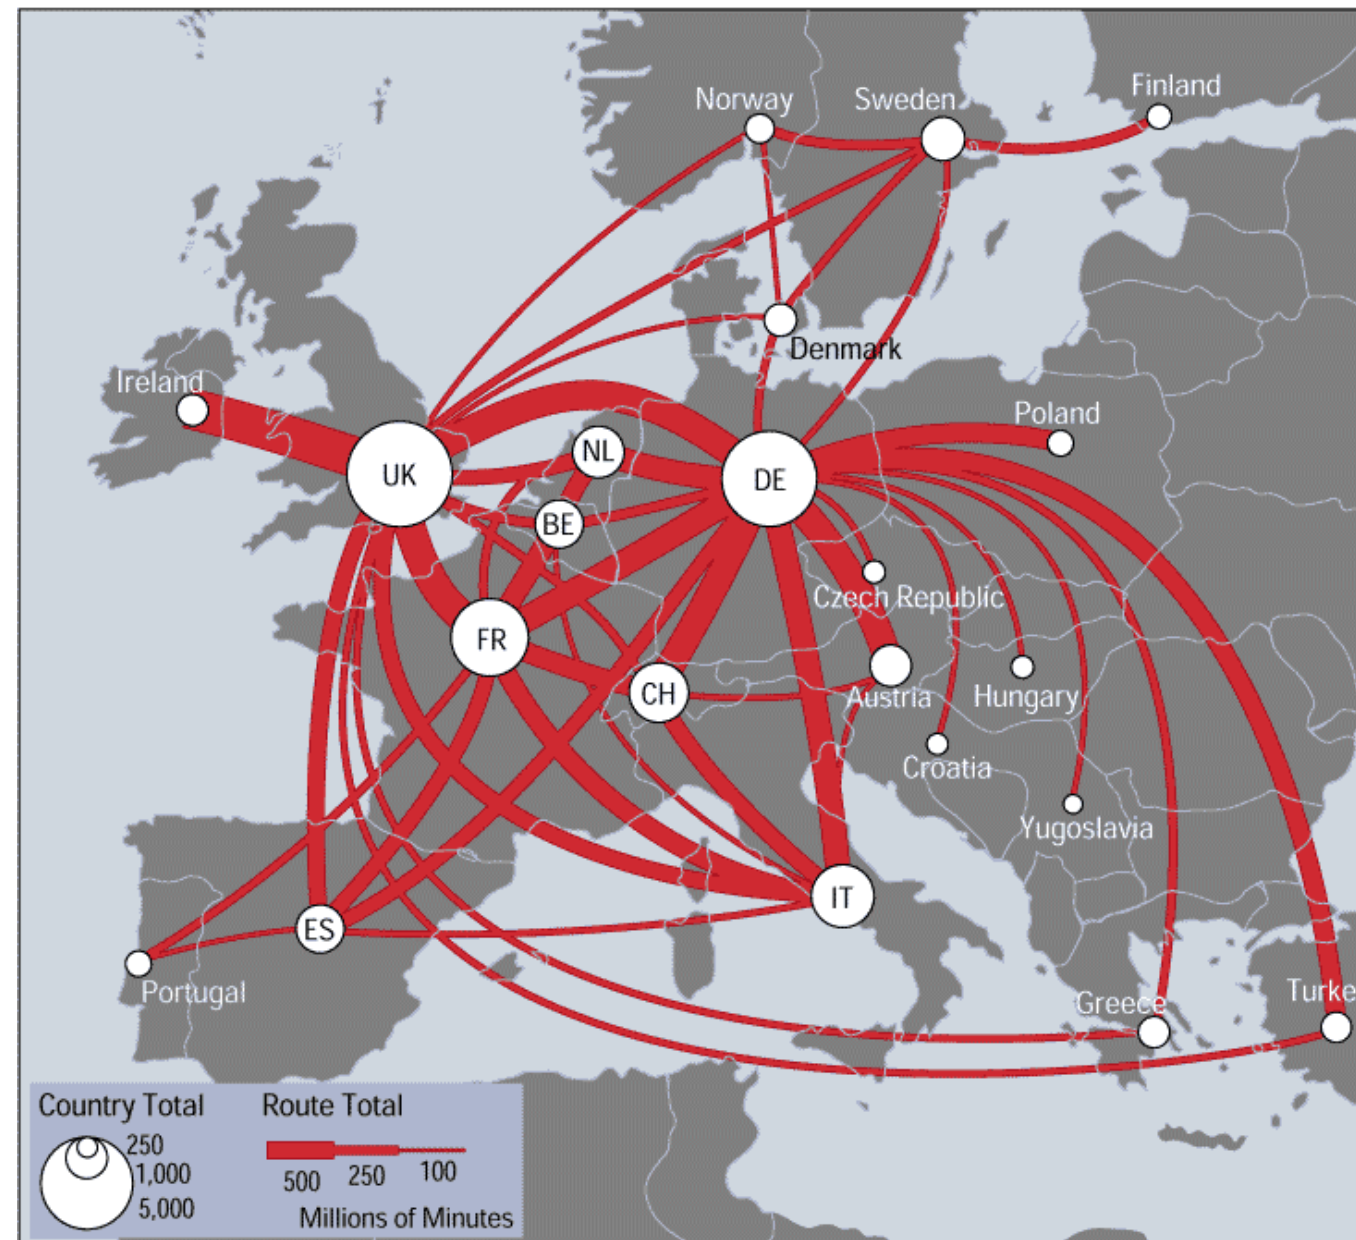 Finland
Norway
Sweden
Denmark
Ireland
Poland
NL
UK
DE
BE
Czech Republic
FR
CH
Austria
Hungary
Croatia
Yugoslavia
IT
ES
Portugal
Greece
Turke
Country Total
250
1,000
5,000
Route Total
500
250
100
Millions of Minutes